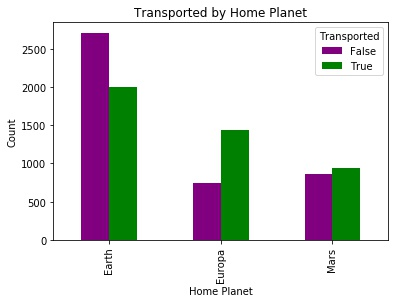 Transported by Home Planet
Transported
False
True
Count
2500
2000
1500
1000
500
0
Earth
Europa
Mars
Home Planet